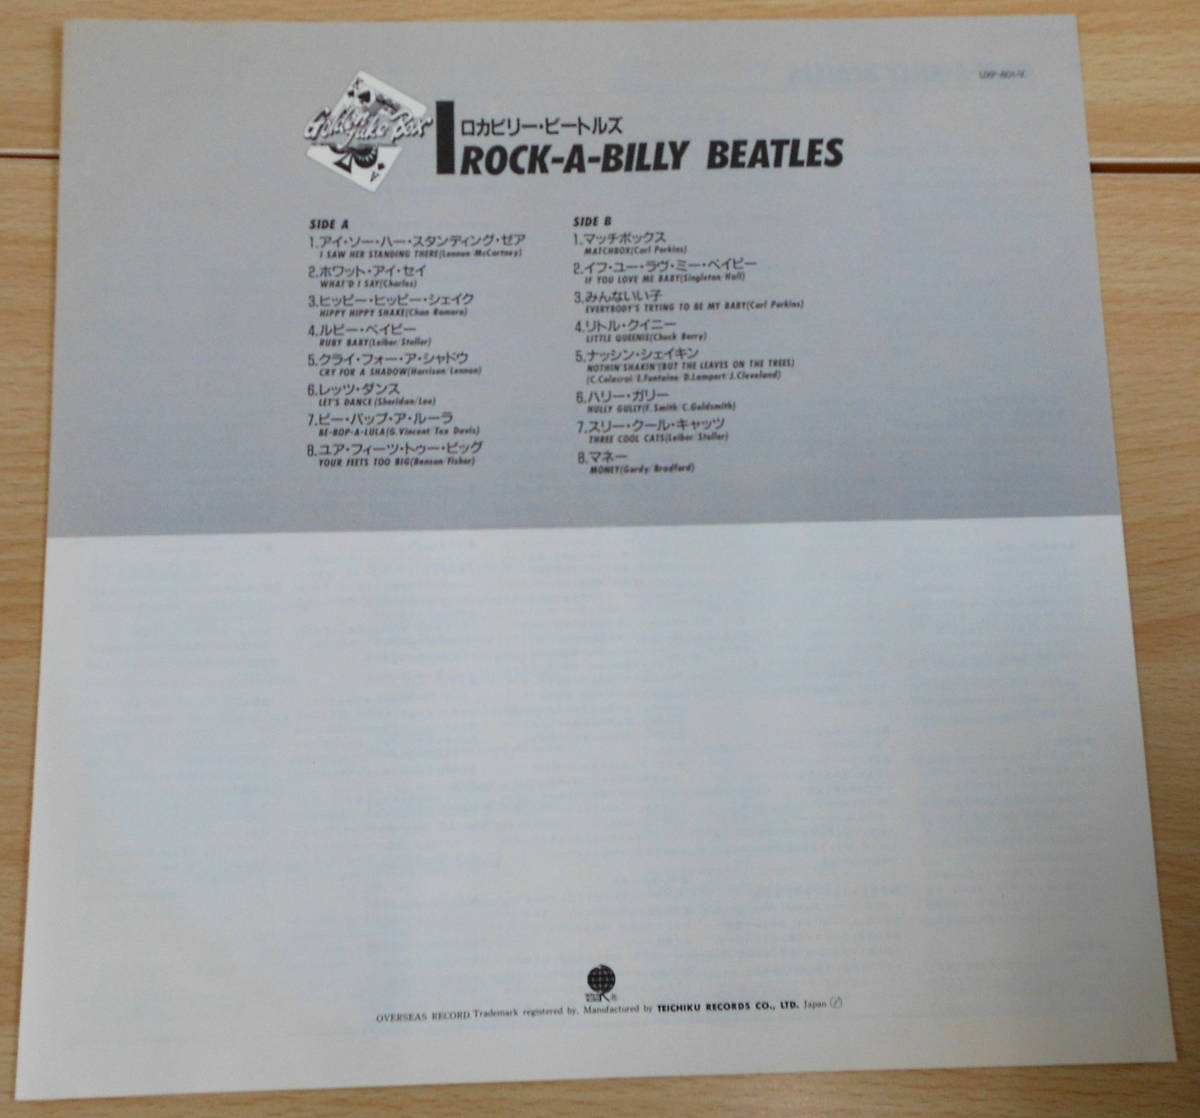 UXP-801-V
Golden Juke Box
ロカビリー・ビートルズ
ROCK-A-BILLY BEATLES
SIDE A
1.アイ・ソー・ハー・スタンディング・ゼア
I SAW HER STANDING THERE(Lennon/McCartney)
2.ホワット・アイ・セイ
WHAT'D I SAY(Charles)
3.ヒッピー・ヒッピー・シェイク
HIPPY HIPPY SHAKE(Chan Romero)
4.ルビー・ベイビー
RUBY BABY(Leiber/Stoller)
5.クライ・フォー・ア・シャドウ
CRY FOR A SHADOW(Harrison/Lennon)
6.レッツ・ダンス
LET'S DANCE(Sheridan/Lee)
7.ビー・バップ・ア・ルーラ
BE-BOP-A-LULA(G.Vincent/Tex Davis)
8.ユア・フィーツ・トゥー・ビッグ
YOUR FEETS TOO BIG(Benson/Fisher)
SIDE B
1.マッチボックス
MATCHBOX(Carl Perkins)
2.イフ・ユー・ラヴ・ミー・ベイビー
IF YOU LOVE ME BABY(Singleton/Hall)
3.みんないい子
EVERYBODY'S TRYING TO BE MY BABY(Carl Perkins)
4.リトル・クイニー
LITTLE QUEENIE(Chuck Berry)
5.ナッシン・シェイキン
NOTHIN'SHAKIN'(BUT THE LEAVES ON THE TREES)
(C.Colacrai/E.Fontaine/D.Lampert/J.Cleveland)
6.ハリー・ガリー
HULLY GULLY(F.Smith/C.Goldsmith)
7.スリー・クール・キャッツ
THREE COOL CATS(Leiber/Stoller)
8.マネー
MONEY(Gordy/Bradford)
OVERSEAS RECORD Trademark registered by, Manufactured by TEICHIKU RECORDS CO., LTD. Japan